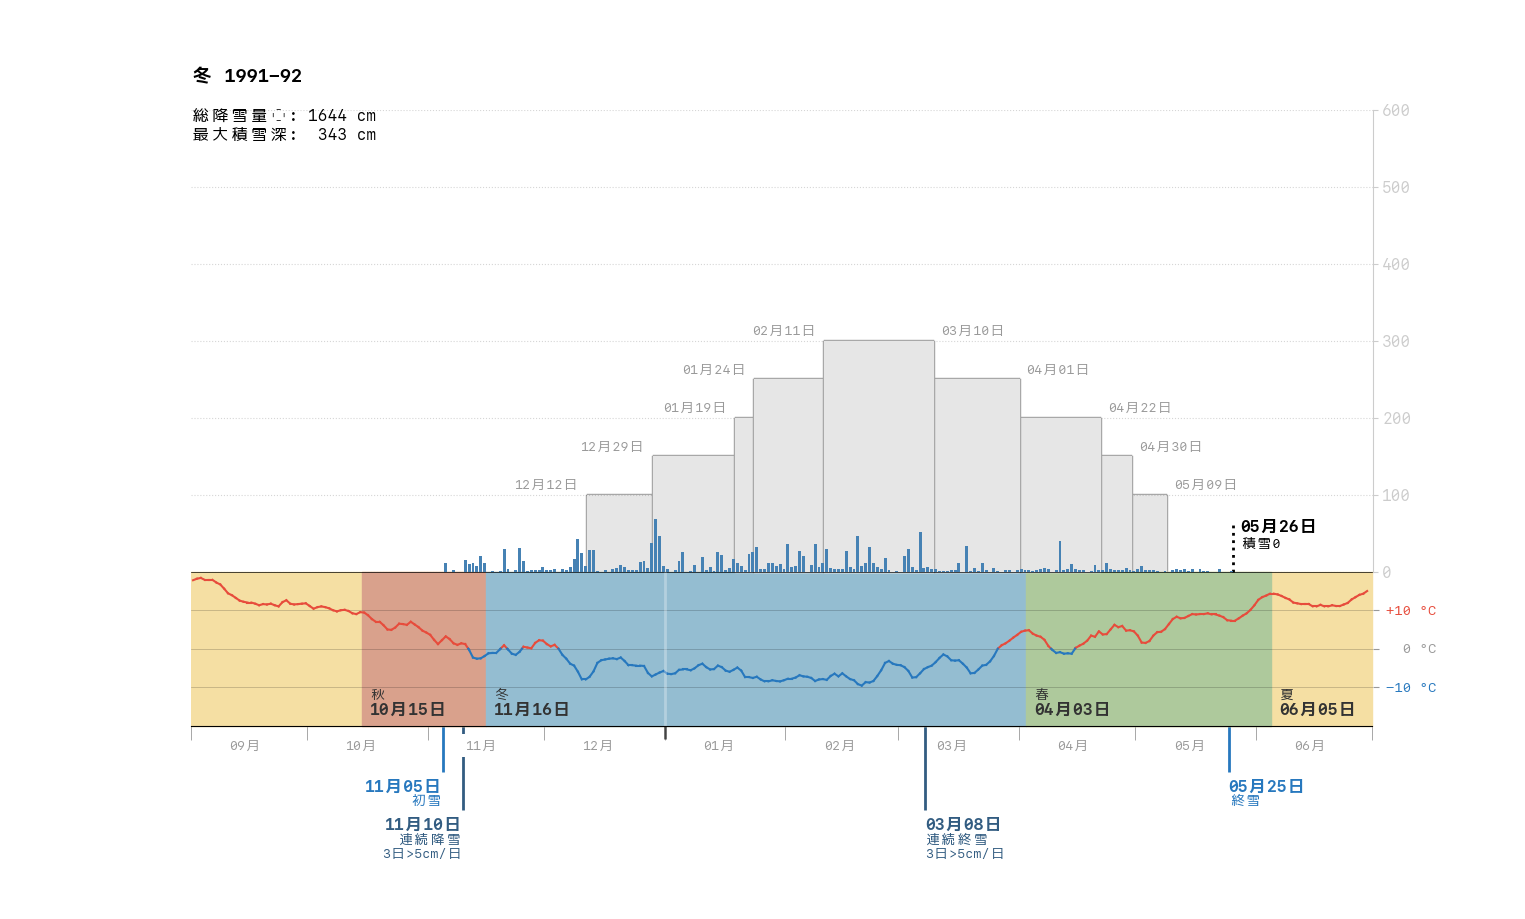 冬 1991–92
総降雪量: 1644 cm
最大積雪深: 343 cm
600
500
400
300
200
100
0
02月11日
03月10日
01月24日
04月01日
01月19日
04月22日
12月29日
04月30日
12月12日
05月09日
05月26日
積雪0
+10 °C
0 °C
−10 °C
秋
10月15日
冬
11月16日
春
04月03日
夏
06月05日
09月
10月
11月
12月
01月
02月
03月
04月
05月
06月
11月05日
初雪
05月25日
終雪
11月10日
連続降雪
3日>5cm/日
03月08日
連続終雪
3日>5cm/日